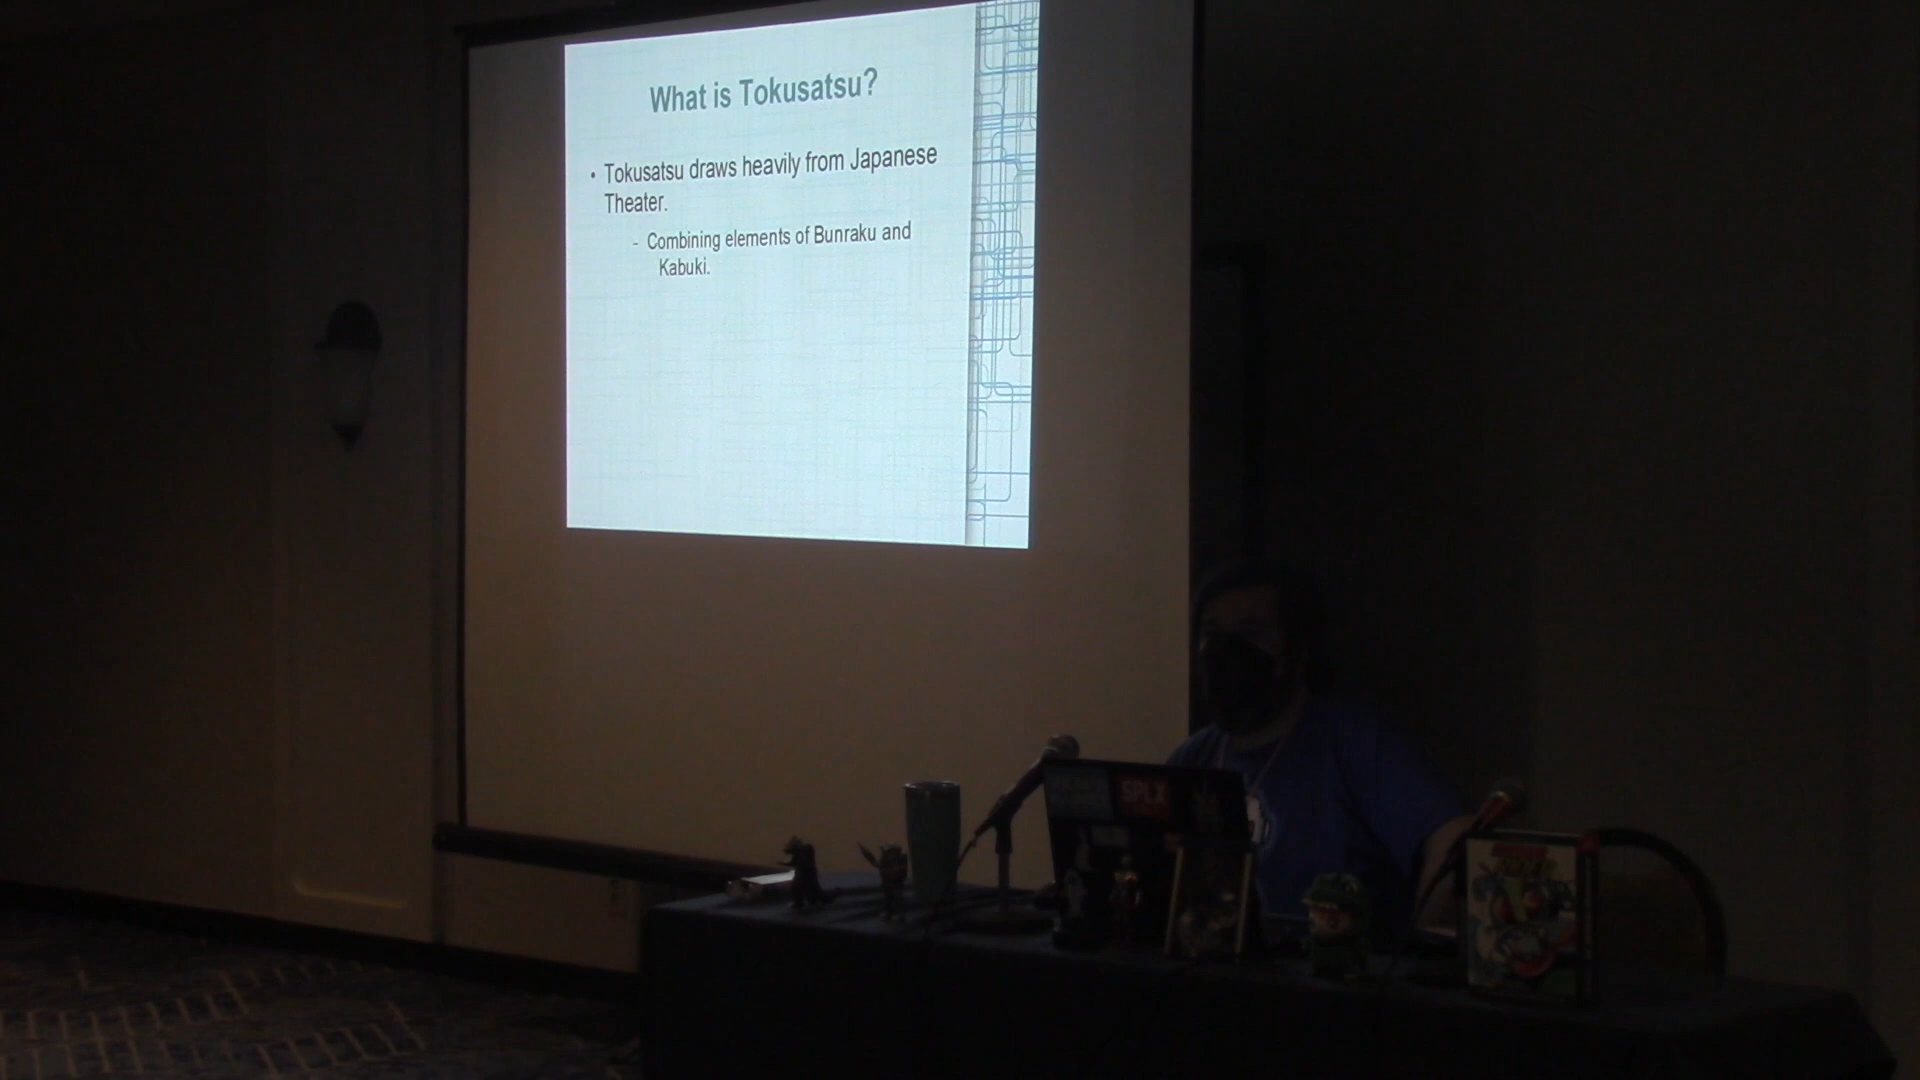 What is Tokusatsu?
• Tokusatsu draws heavily from Japanese
Theater.
- Combining elements of Bunraku and
Kabuki.
SPLX